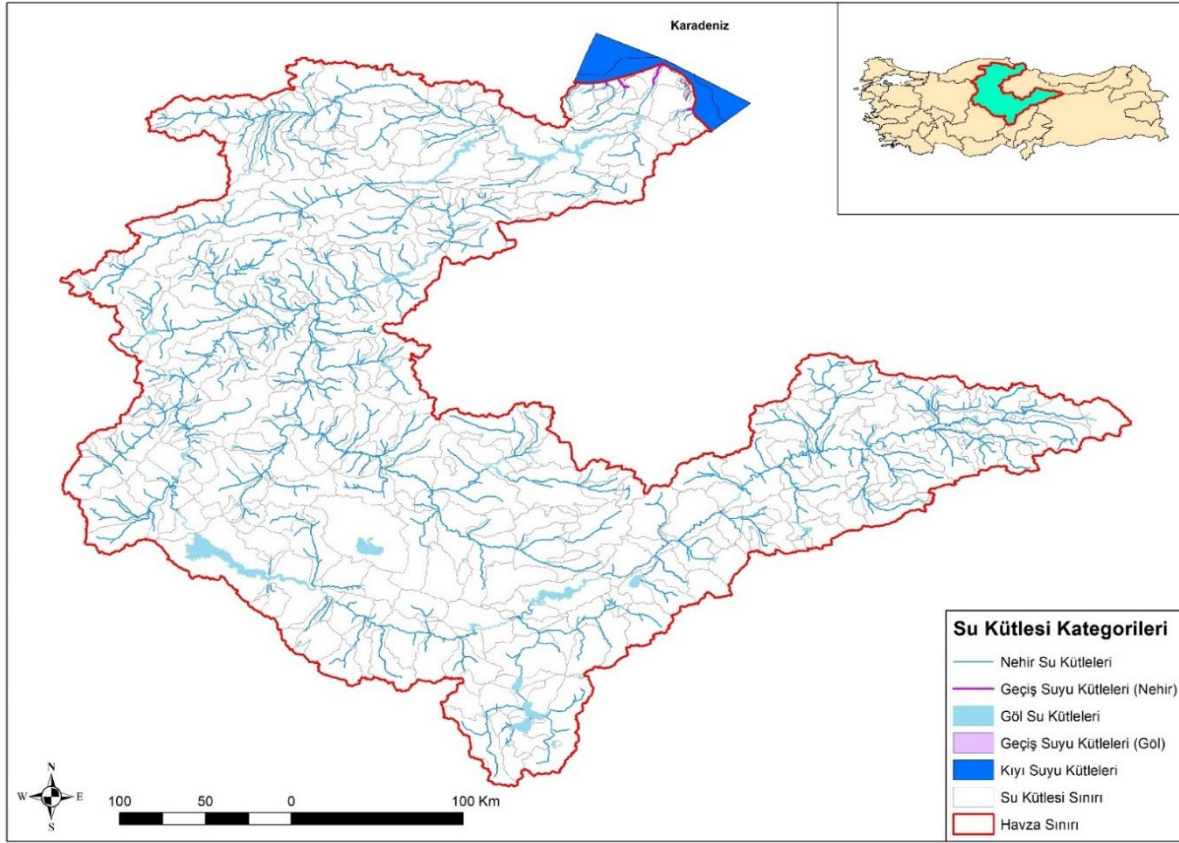 Karadeniz
Su Kütlesi Kategorileri
Nehir Su Kütleleri
Geçiş Suyu Kütleleri (Nehir)
Göl Su Kütleleri
Geçiş Suyu Kütleleri (Göl)
Kıyı Suyu Kütleleri
Su Kütlesi Sınırı
Havza Sınırı
N
W E
S
100 50 0 100 Km